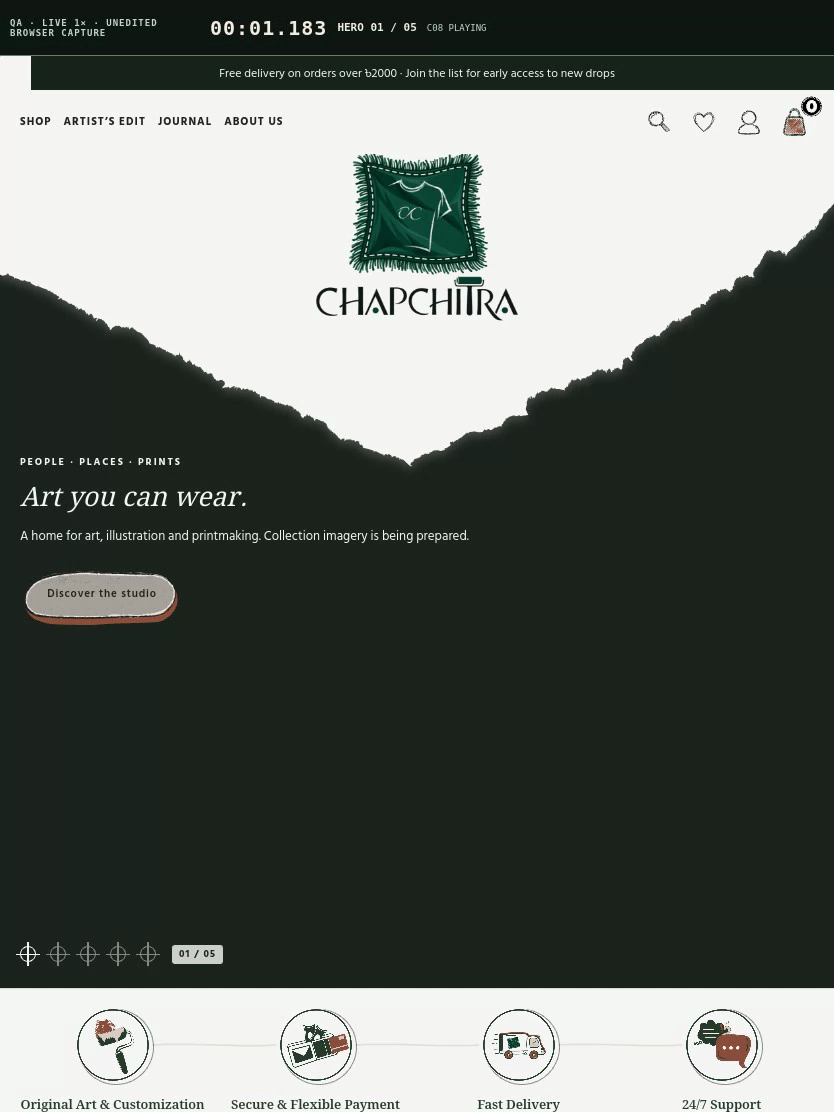 QA · LIVE 1× · UNEDITED
BROWSER CAPTURE
00:01.183 HERO 01 / 05 C08 PLAYING
Free delivery on orders over ৳2000 · Join the list for early access to new drops
SHOP ARTIST’S EDIT JOURNAL ABOUT US
0
CHAPCHITRA
PEOPLE · PLACES · PRINTS
Art you can wear.
A home for art, illustration and printmaking. Collection imagery is being prepared.
Discover the studio
01 / 05
Original Art & Customization Secure & Flexible Payment Fast Delivery 24/7 Support